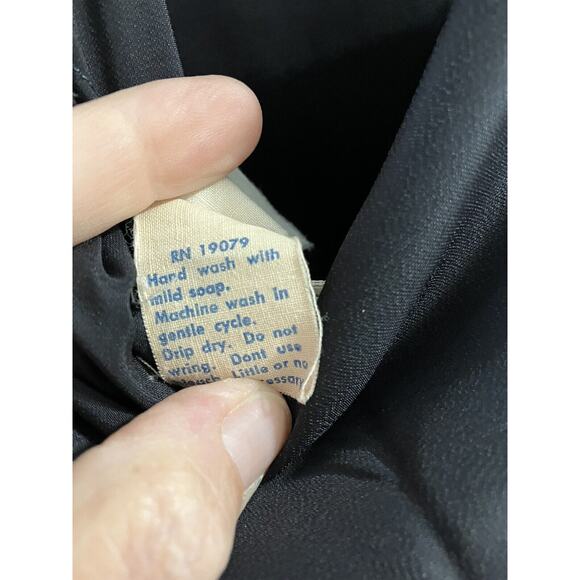 RN 19079
Hand wash with
mild soap.
Machine wash in
gentle cycle.
Drip dry. Do not
wring. Dont use
Little or no